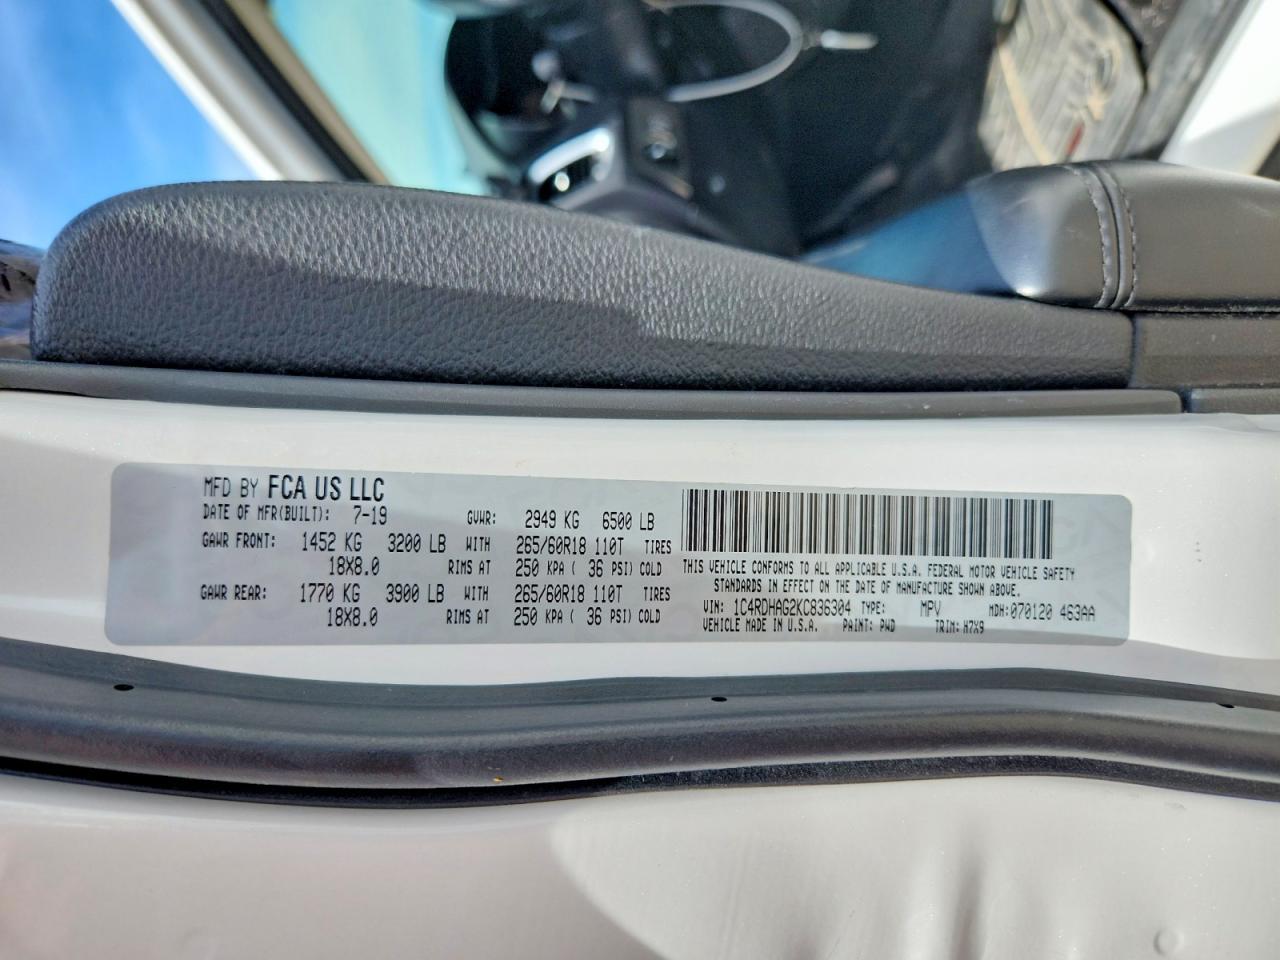 MFD BY FCA US LLC
DATE OF MFR(BUILT): 7-19 GVWR: 2949 KG 6500 LB
GAWR FRONT: 1452 KG 3200 LB WITH 265/60R18 110T TIRES
18X8.0 RIMS AT 250 KPA ( 36 PSI) COLD
GAWR REAR: 1770 KG 3900 LB WITH 265/60R18 110T TIRES
18X8.0 RIMS AT 250 KPA ( 36 PSI) COLD
THIS VEHICLE CONFORMS TO ALL APPLICABLE U.S.A. FEDERAL MOTOR VEHICLE SAFETY
STANDARDS IN EFFECT ON THE DATE OF MANUFACTURE SHOWN ABOVE.
VIN: 1C4RDHAG2KC836304 TYPE: MPV MDH:070120 463AA
VEHICLE MADE IN U.S.A. PAINT: PWD TRIM: H7X9